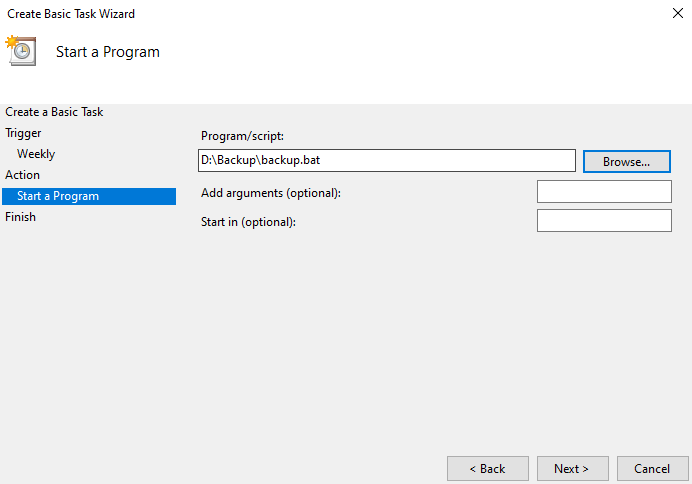 Create Basic Task Wizard
Start a Program
Create a Basic Task
Trigger
Weekly
Action
Start a Program
Finish
Program/script:
D:\Backup\backup.bat
Browse...
Add arguments (optional):
Start in (optional):
< Back
Next >
Cancel